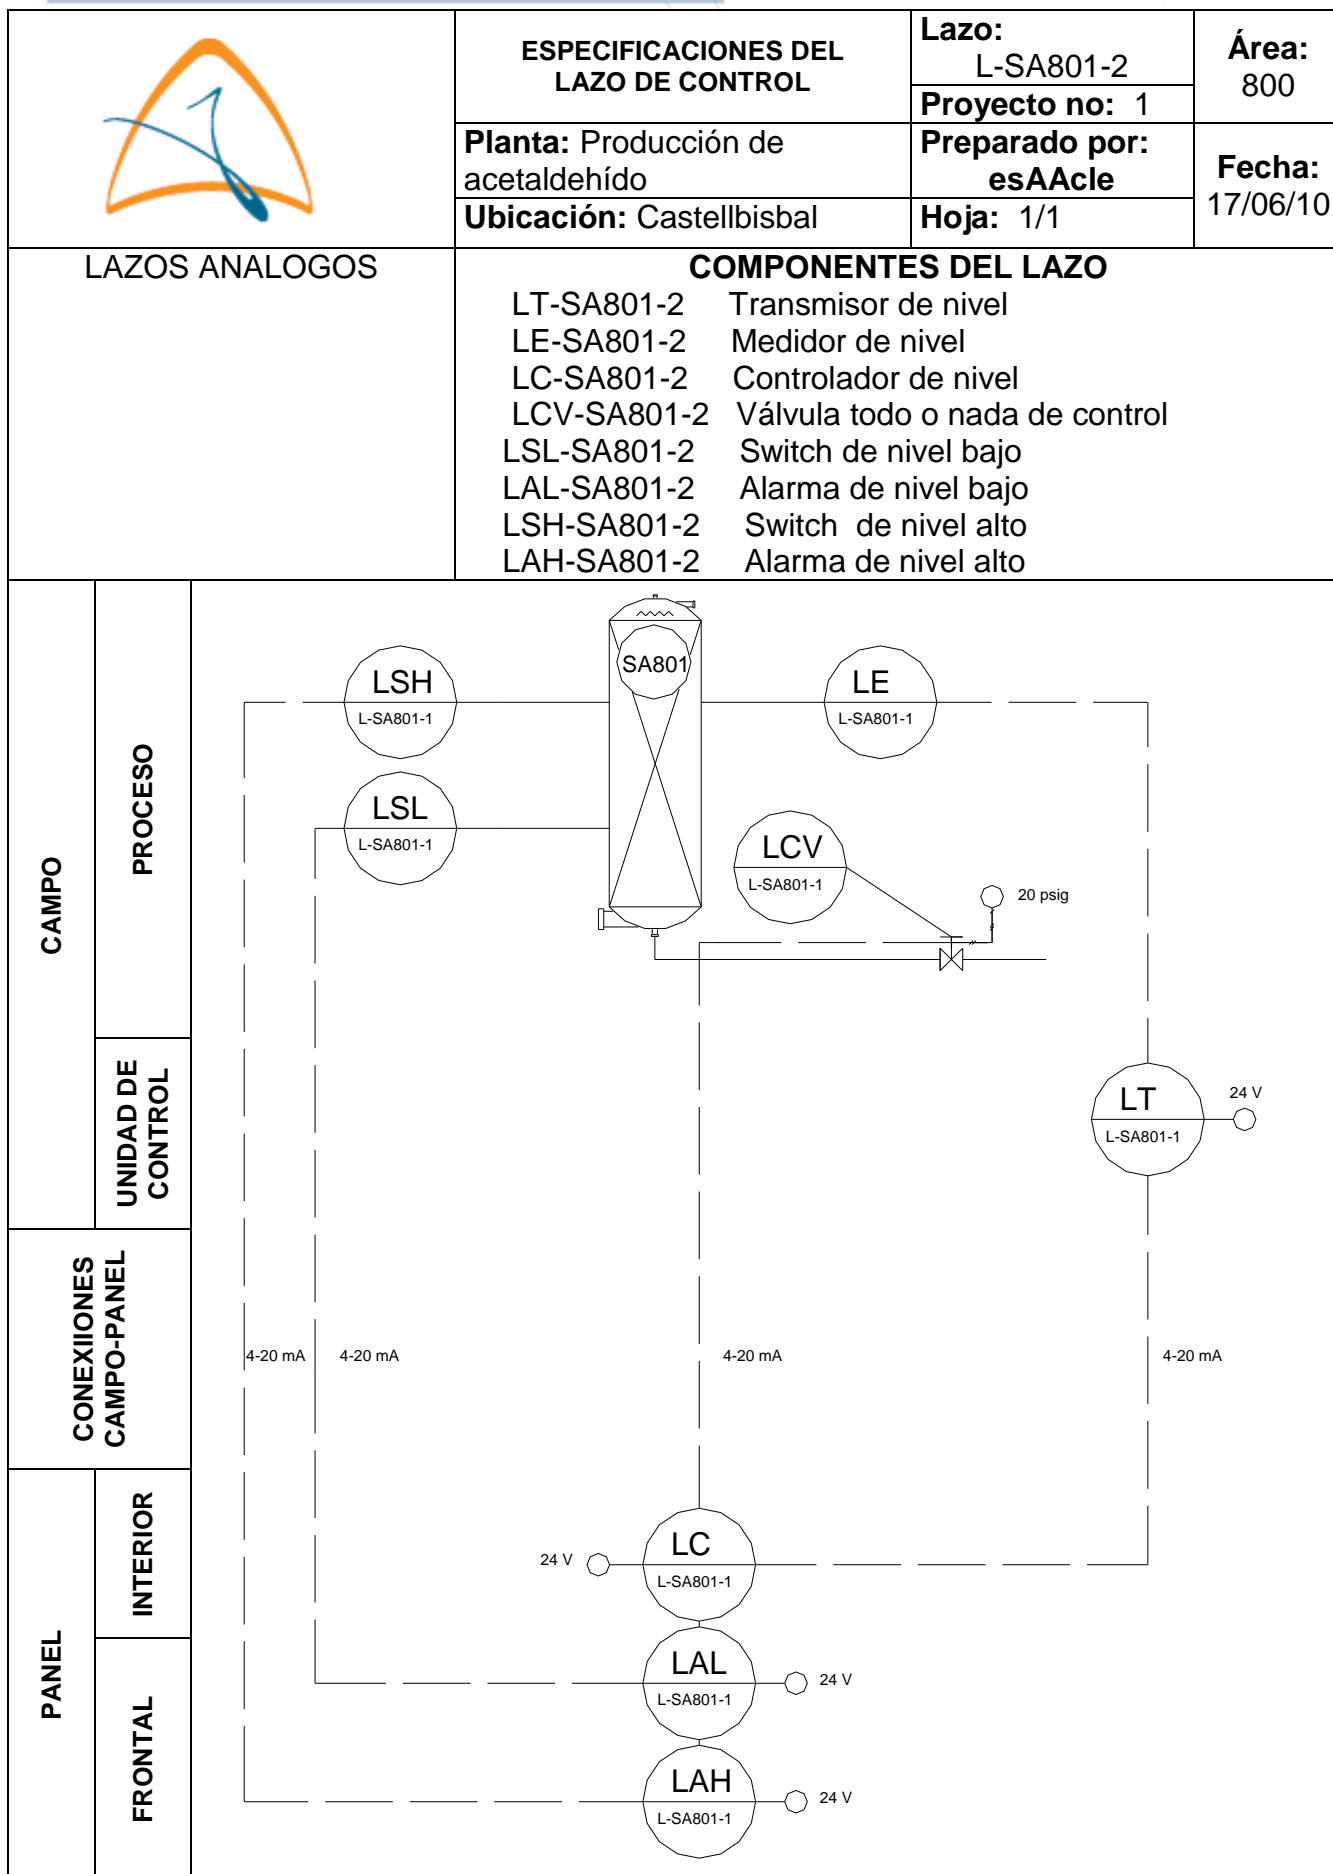 ESPECIFICACIONES DEL
LAZO DE CONTROL
Lazo:
L-SA801-2
Proyecto no: 1
Área:
800
Planta: Producción de
acetaldehído
Preparado por:
esAAcle
Fecha:
17/06/10
Ubicación: Castellbisbal
Hoja: 1/1
LAZOS ANALOGOS
COMPONENTES DEL LAZO
LT-SA801-2 Transmisor de nivel
LE-SA801-2 Medidor de nivel
LC-SA801-2 Controlador de nivel
LCV-SA801-2 Válvula todo o nada de control
LSL-SA801-2 Switch de nivel bajo
LAL-SA801-2 Alarma de nivel bajo
LSH-SA801-2 Switch de nivel alto
LAH-SA801-2 Alarma de nivel alto
CAMPO
PROCESO
UNIDAD DE
CONTROL
CONEXIIONES
CAMPO-PANEL
PANEL
INTERIOR
FRONTAL
SA801
LSH
L-SA801-1
LE
L-SA801-1
LSL
L-SA801-1
LCV
L-SA801-1
20 psig
LT
L-SA801-1
24 V
4-20 mA
4-20 mA
4-20 mA
4-20 mA
24 V
LC
L-SA801-1
LAL
L-SA801-1
24 V
LAH
L-SA801-1
24 V